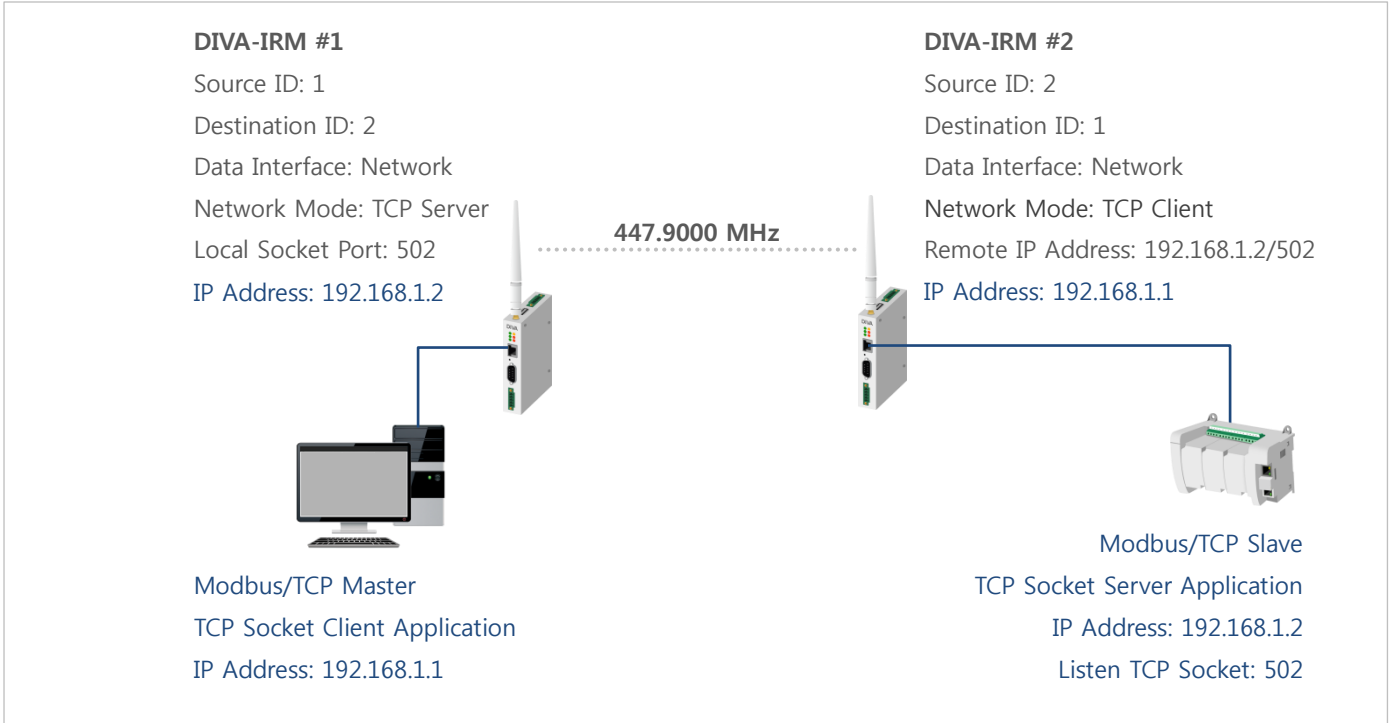 DIVA-IRM #1
Source ID: 1
Destination ID: 2
Data Interface: Network
Network Mode: TCP Server
Local Socket Port: 502
IP Address: 192.168.1.2
447.9000 MHz
DIVA-IRM #2
Source ID: 2
Destination ID: 1
Data Interface: Network
Network Mode: TCP Client
Remote IP Address: 192.168.1.2/502
IP Address: 192.168.1.1
DIVA
DIVA
Modbus/TCP Master
TCP Socket Client Application
IP Address: 192.168.1.1
Modbus/TCP Slave
TCP Socket Server Application
IP Address: 192.168.1.2
Listen TCP Socket: 502